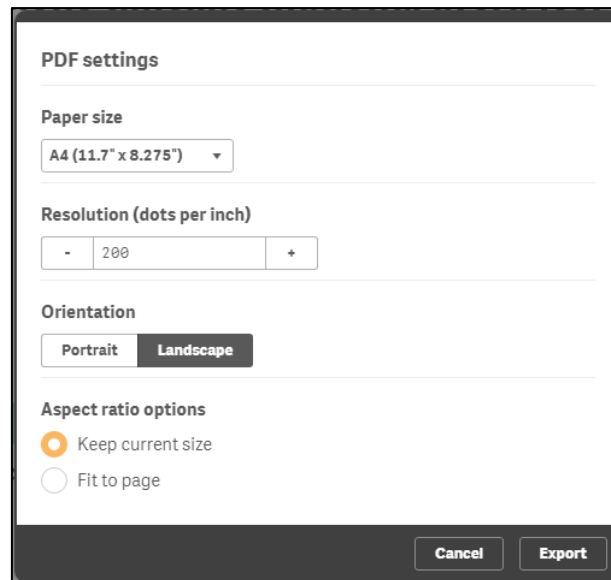 PDF settings
Paper size
A4 (11.7" x 8.275")
Resolution (dots per inch)
- 200 +
Orientation
Portrait Landscape
Aspect ratio options
Keep current size
Fit to page
Cancel Export